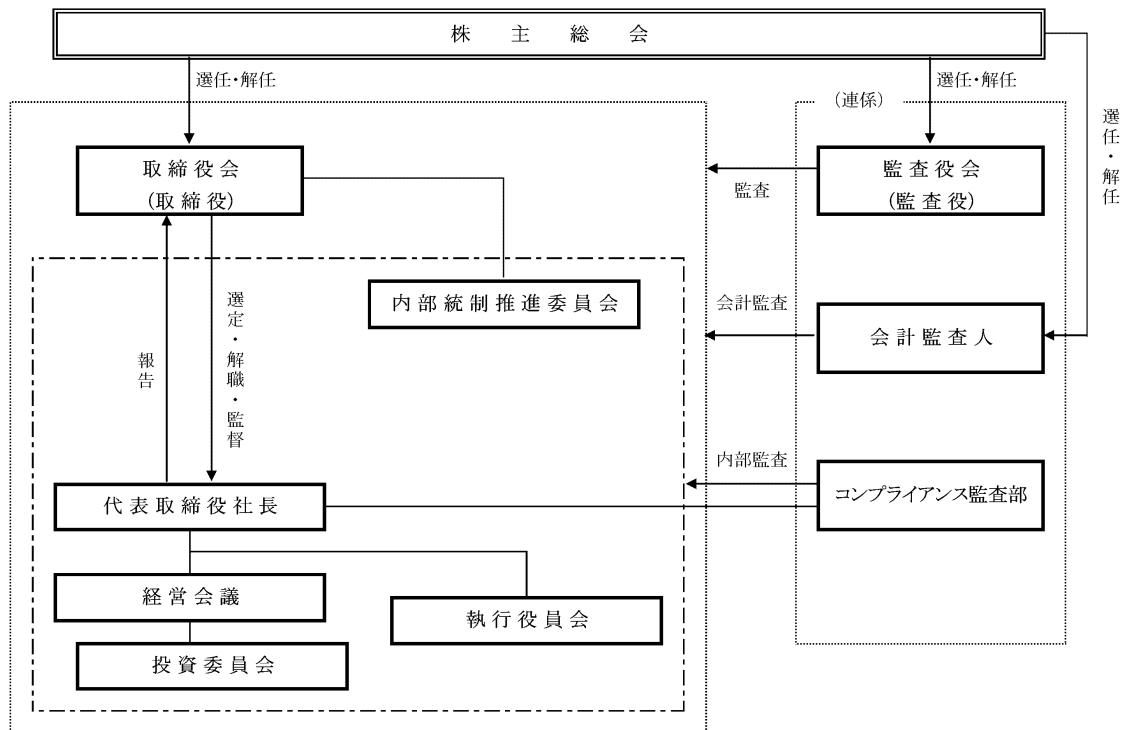 株主総会
選任・解任
選任・解任
(連係)
選任・解任
取締役会
(取締役)
監査役会
(監査役)
監査
内部統制推進委員会
選定・解職・監督
報告
会計監査
会計監査人
内部監査
コンプライアンス監査部
代表取締役社長
経営会議
執行役員会
投資委員会